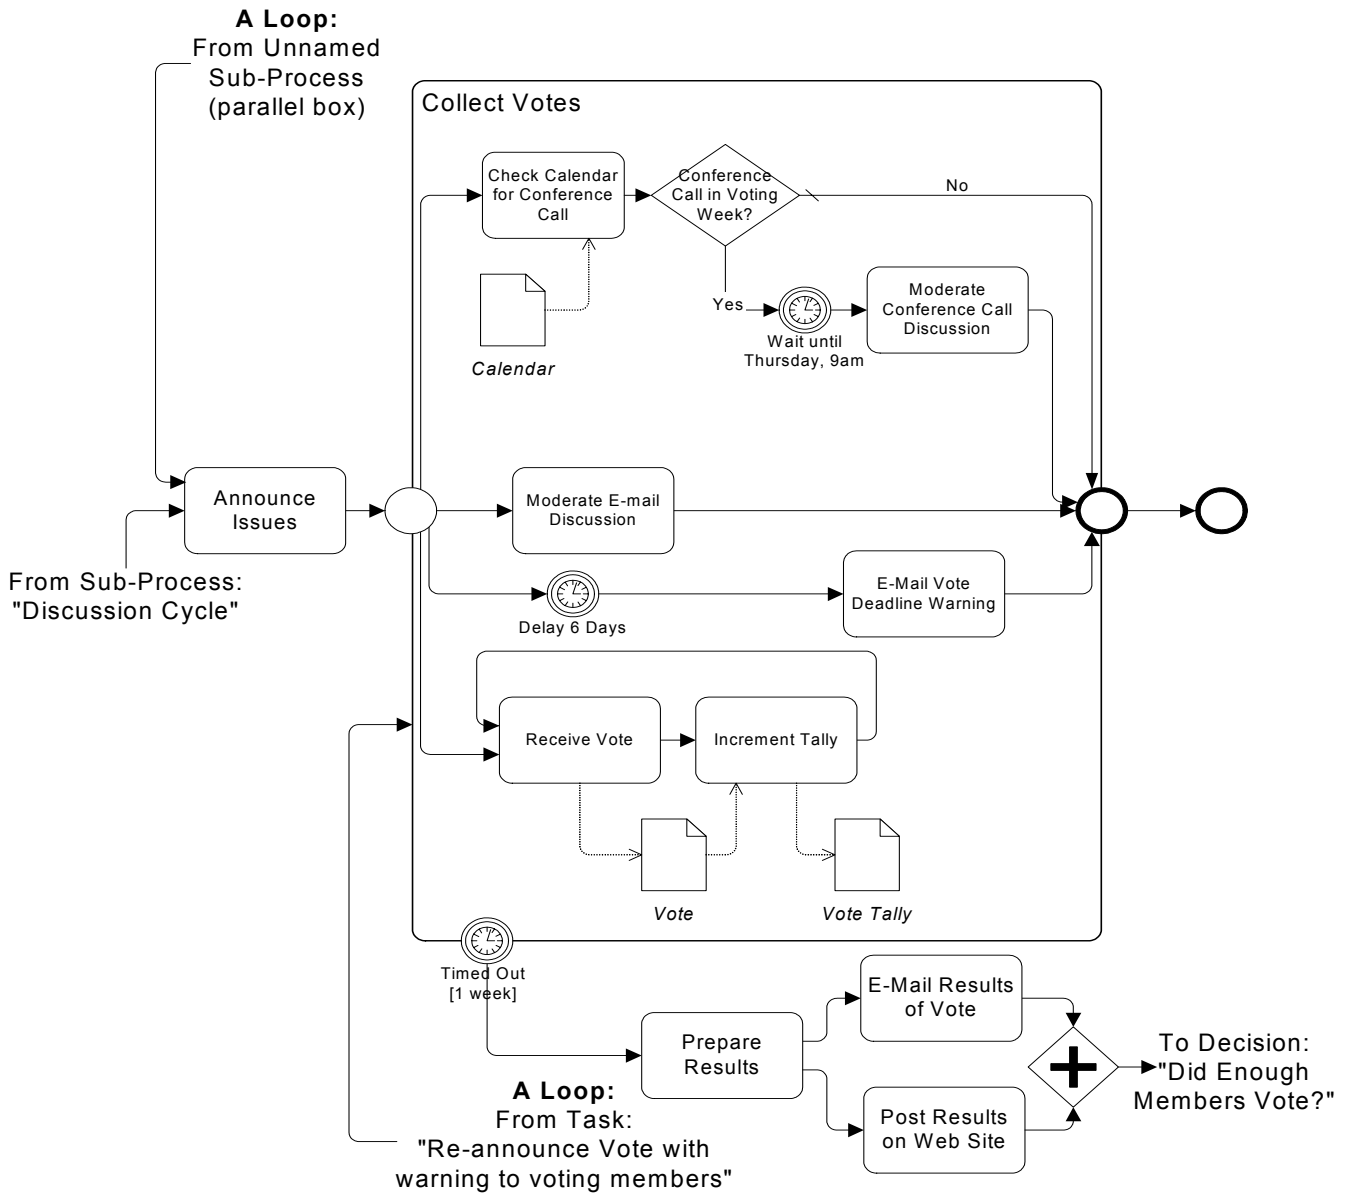 A Loop:
From Unnamed
Sub-Process
(parallel box)
Collect Votes
Check Calendar
for Conference
Call
Conference
Call in Voting
Week?
No
Calendar
Yes
Wait until
Thursday, 9am
Moderate
Conference Call
Discussion
Announce
Issues
Moderate E-mail
Discussion
From Sub-Process:
"Discussion Cycle"
Delay 6 Days
E-Mail Vote
Deadline Warning
Receive Vote
Increment Tally
Vote
Vote Tally
Timed Out
[1 week]
Prepare
Results
E-Mail Results
of Vote
Post Results
on Web Site
To Decision:
"Did Enough
Members Vote?"
A Loop:
From Task:
"Re-announce Vote with
warning to voting members"